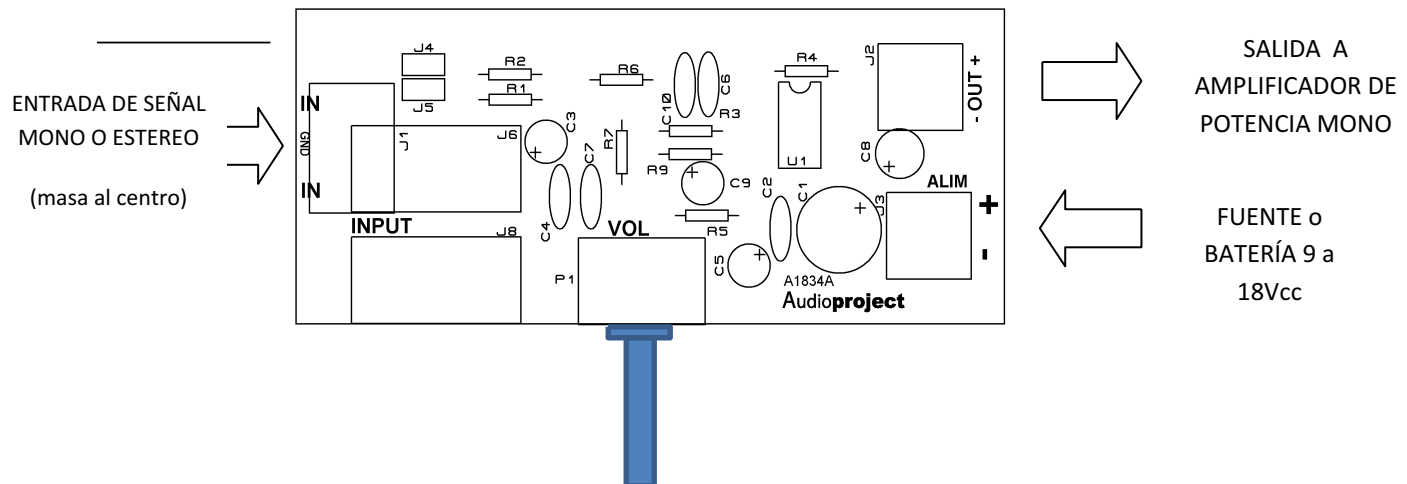 ENTRADA DE SEÑAL
MONO O ESTEREO
(masa al centro)
IN
GND
IN
J1
J4
J5
R2
R1
J6
INPUT
J8
C3
C4
C7
R6
R7
VOL
P1
C10
C6
R3
R9
C9
R5
C5
C2
C1
R4
U1
A1834A
Audioproject
J2
- OUT +
C8
ALIM
J3
+
-
SALIDA A
AMPLIFICADOR DE
POTENCIA MONO
FUENTE o
BATERÍA 9 a
18Vcc